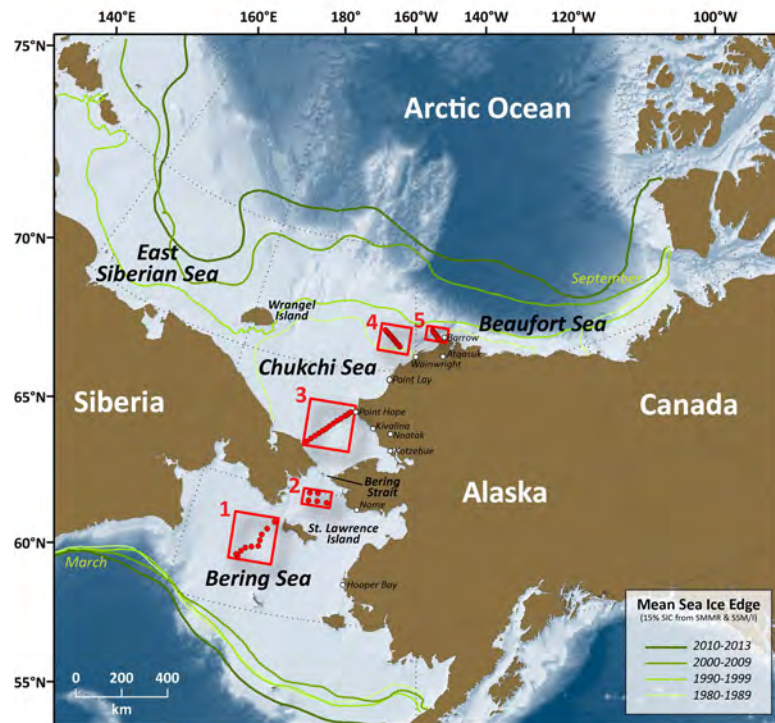 140°E 160°E 180° 160°W 140°W 120°W 100°W
75°N
70°N
65°N
60°N
55°N
Arctic Ocean
East
Siberian Sea
September
Wrangel
Island
4
5
Beaufort Sea
Barrow
Atqasuk
Wainwright
Chukchi Sea
Point Lay
Siberia
Canada
3
Point Hope
Kivalina
Noatak
Kotzebue
Bering
Strait
Alaska
2
Nome
1
St. Lawrence
Island
March
Bering Sea
Hooper Bay
Mean Sea Ice Edge
(15% SIC from SMMR & SSM/I)
2010-2013
2000-2009
1990-1999
1980-1989
0 200 400
km